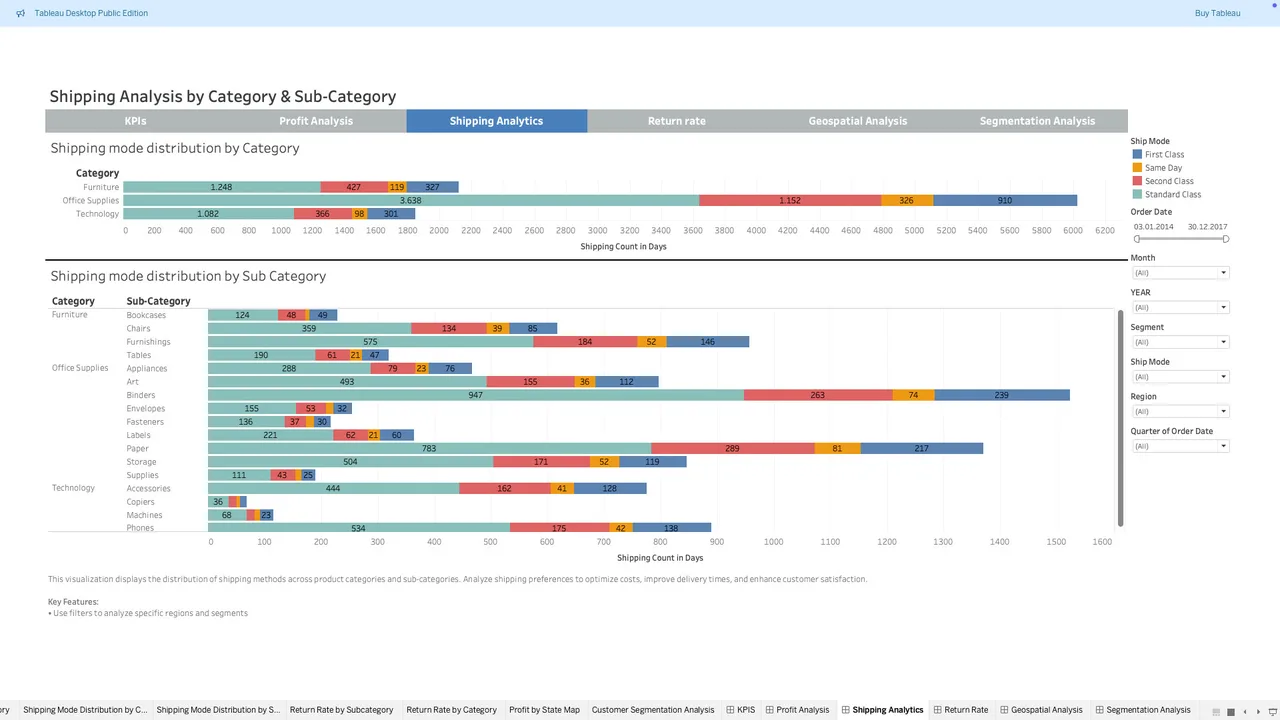 Tableau Desktop Public Edition Buy Tableau
Shipping Analysis by Category & Sub-Category
KPIs Profit Analysis Shipping Analytics Return rate Geospatial Analysis Segmentation Analysis
Shipping mode distribution by Category
Category
Furniture 1.248 427 119 327
Office Supplies 3.638 1.152 326 910
Technology 1.082 366 98 301
0 200 400 600 800 1000 1200 1400 1600 1800 2000 2200 2400 2600 2800 3000 3200 3400 3600 3800 4000 4200 4400 4600 4800 5000 5200 5400 5600 5800 6000 6200
Shipping Count in Days
Shipping mode distribution by Sub Category
Category Sub-Category
Furniture Bookcases 124 48 49
Chairs 359 134 39 85
Furnishings 575 184 52 146
Tables 190 61 21 47
Office Supplies Appliances 288 79 23 76
Art 493 155 36 112
Binders 947 263 74 239
Envelopes 155 53 32
Fasteners 136 37 30
Labels 221 62 21 60
Paper 783 289 81 217
Storage 504 171 52 119
Supplies 111 43 25
Technology Accessories 444 162 41 128
Copiers 36
Machines 68 23
Phones 534 175 42 138
0 100 200 300 400 500 600 700 800 900 1000 1100 1200 1300 1400 1500 1600
Shipping Count in Days
This visualization displays the distribution of shipping methods across product categories and sub-categories. Analyze shipping preferences to optimize costs, improve delivery times, and enhance customer satisfaction.
Key Features:
• Use filters to analyze specific regions and segments
Ship Mode
First Class
Same Day
Second Class
Standard Class
Order Date
03.01.2014 30.12.2017
Month
(All)
YEAR
(All)
Segment
(All)
Ship Mode
(All)
Region
(All)
Quarter of Order Date
(All)
ory Shipping Mode Distribution by C... Shipping Mode Distribution by S... Return Rate by Subcategory Return Rate by Category Profit by State Map Customer Segmentation Analysis KPIS Profit Analysis Shipping Analytics Return Rate Geospatial Analysis Segmentation Analysis